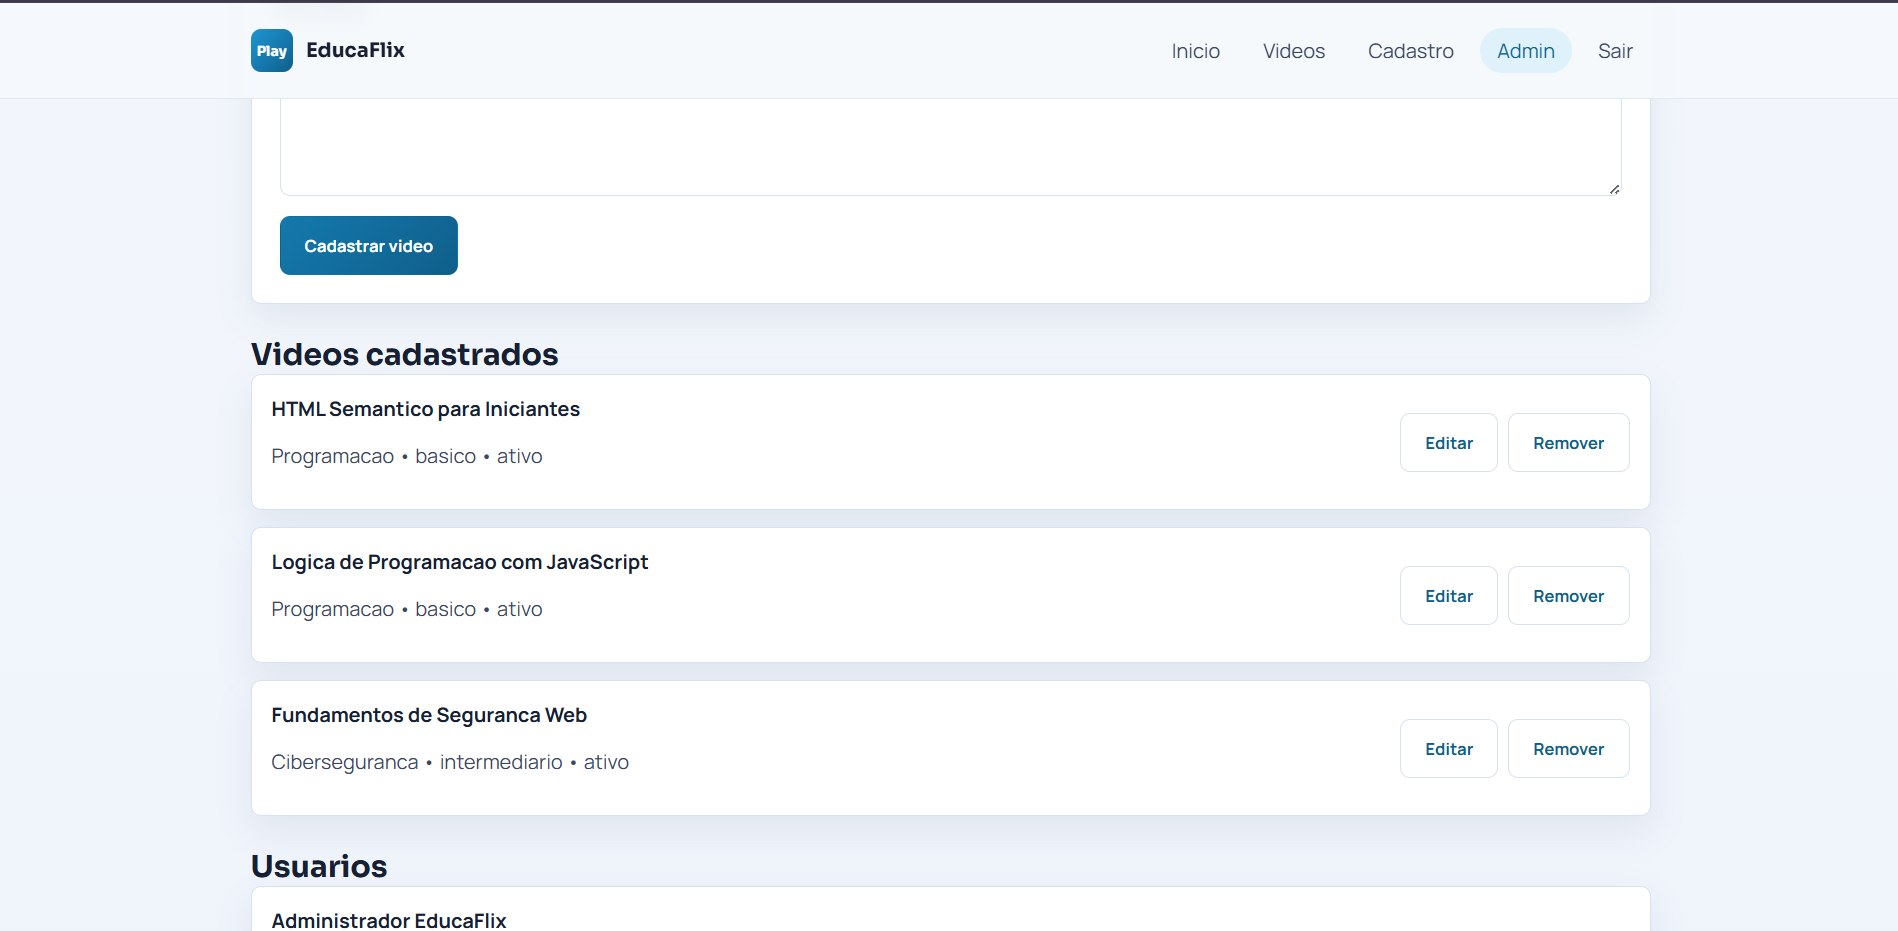 Play EducaFlix Inicio Videos Cadastro Admin Sair
Cadastrar video
Videos cadastrados
HTML Semantico para Iniciantes
Programacao • basico • ativo
Editar Remover
Logica de Programacao com JavaScript
Programacao • basico • ativo
Editar Remover
Fundamentos de Seguranca Web
Ciberseguranca • intermediario • ativo
Editar Remover
Usuarios
Administrador EducaFlix